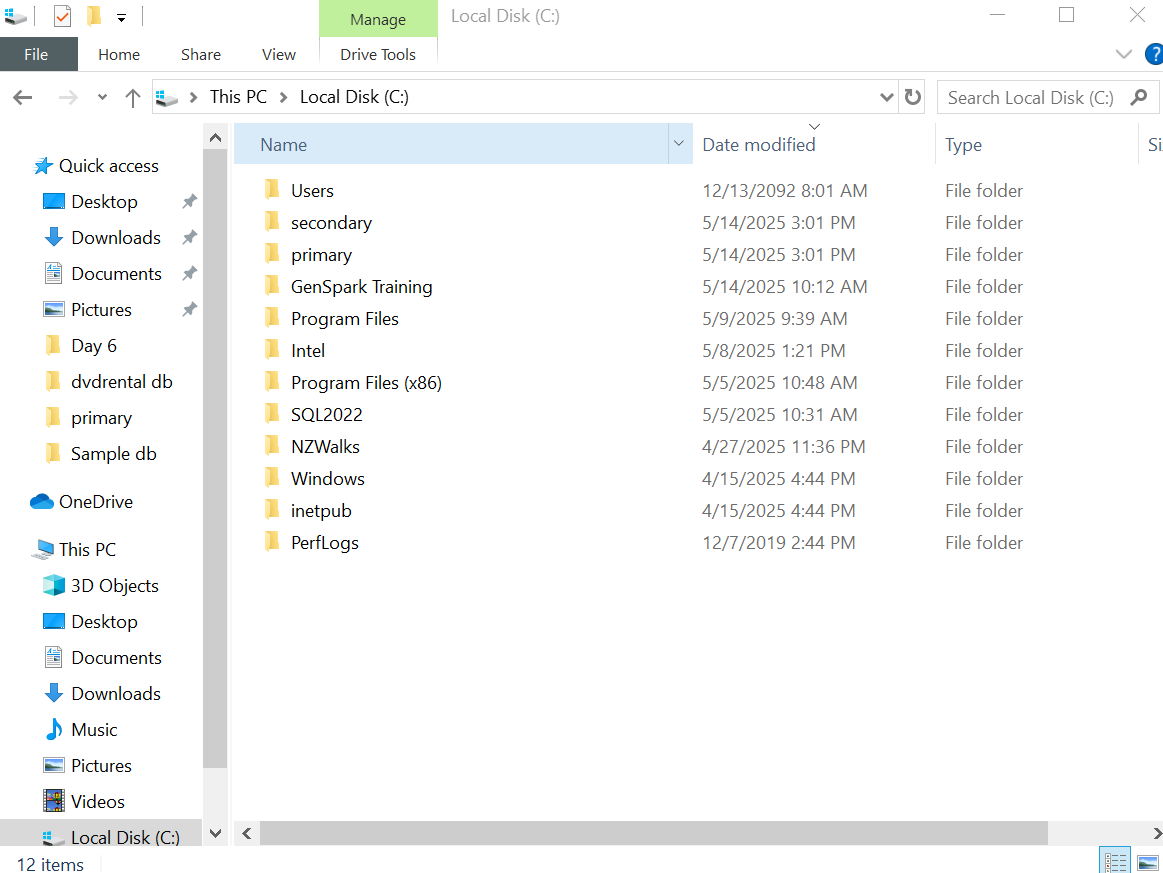 Manage
Local Disk (C:)
File
Home
Share
View
Drive Tools
?
This PC
Local Disk (C:)
Search Local Disk (C:)
Name
Date modified
Type
Si
Quick access
Desktop
Downloads
Documents
Pictures
Day 6
dvdrental db
primary
Sample db
OneDrive
This PC
3D Objects
Desktop
Documents
Downloads
Music
Pictures
Videos
Local Disk (C:)
Users 12/13/2092 8:01 AM File folder
secondary 5/14/2025 3:01 PM File folder
primary 5/14/2025 3:01 PM File folder
GenSpark Training 5/14/2025 10:12 AM File folder
Program Files 5/9/2025 9:39 AM File folder
Intel 5/8/2025 1:21 PM File folder
Program Files (x86) 5/5/2025 10:48 AM File folder
SQL2022 5/5/2025 10:31 AM File folder
NZWalks 4/27/2025 11:36 PM File folder
Windows 4/15/2025 4:44 PM File folder
inetpub 4/15/2025 4:44 PM File folder
PerfLogs 12/7/2019 2:44 PM File folder
12 items